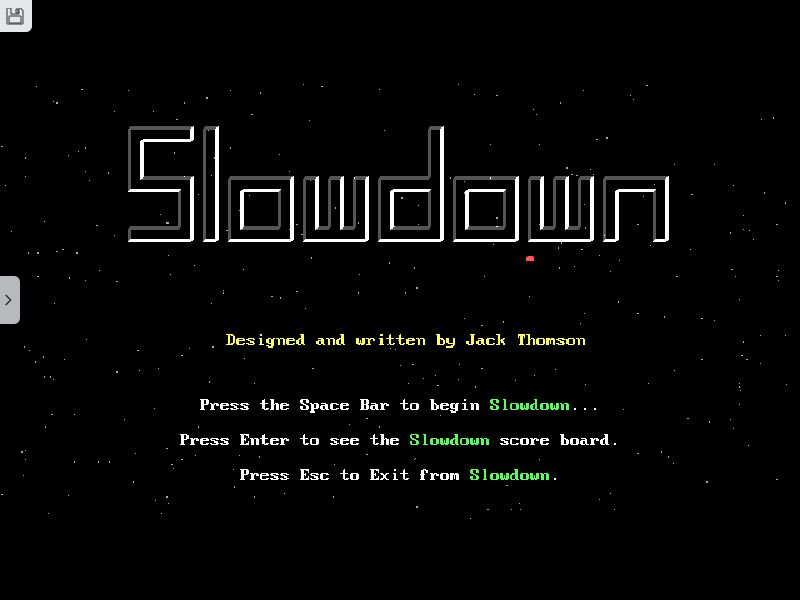 Slowdown
Designed and written by Jack Thomson
Press the Space Bar to begin Slowdown...
Press Enter to see the Slowdown score board.
Press Esc to Exit from Slowdown.